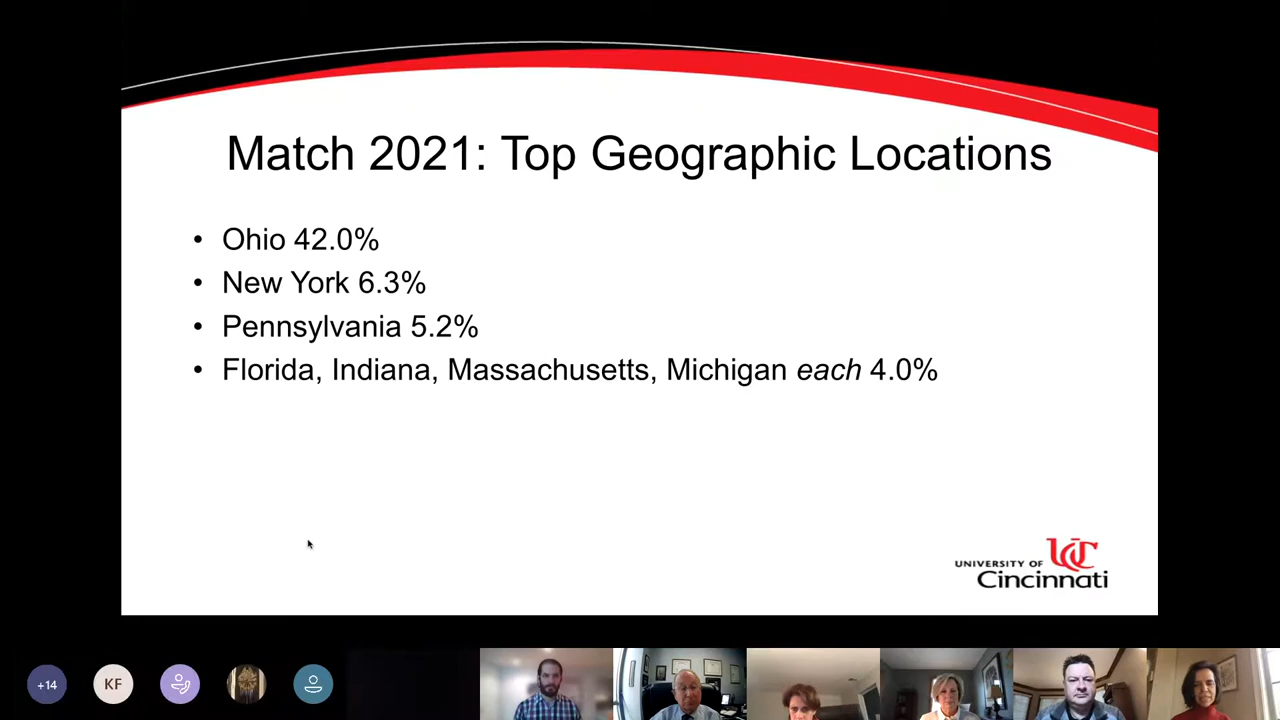 Match 2021: Top Geographic Locations
• Ohio 42.0%
• New York 6.3%
• Pennsylvania 5.2%
• Florida, Indiana, Massachusetts, Michigan each 4.0%
UC
UNIVERSITY OF
Cincinnati
+14
KF